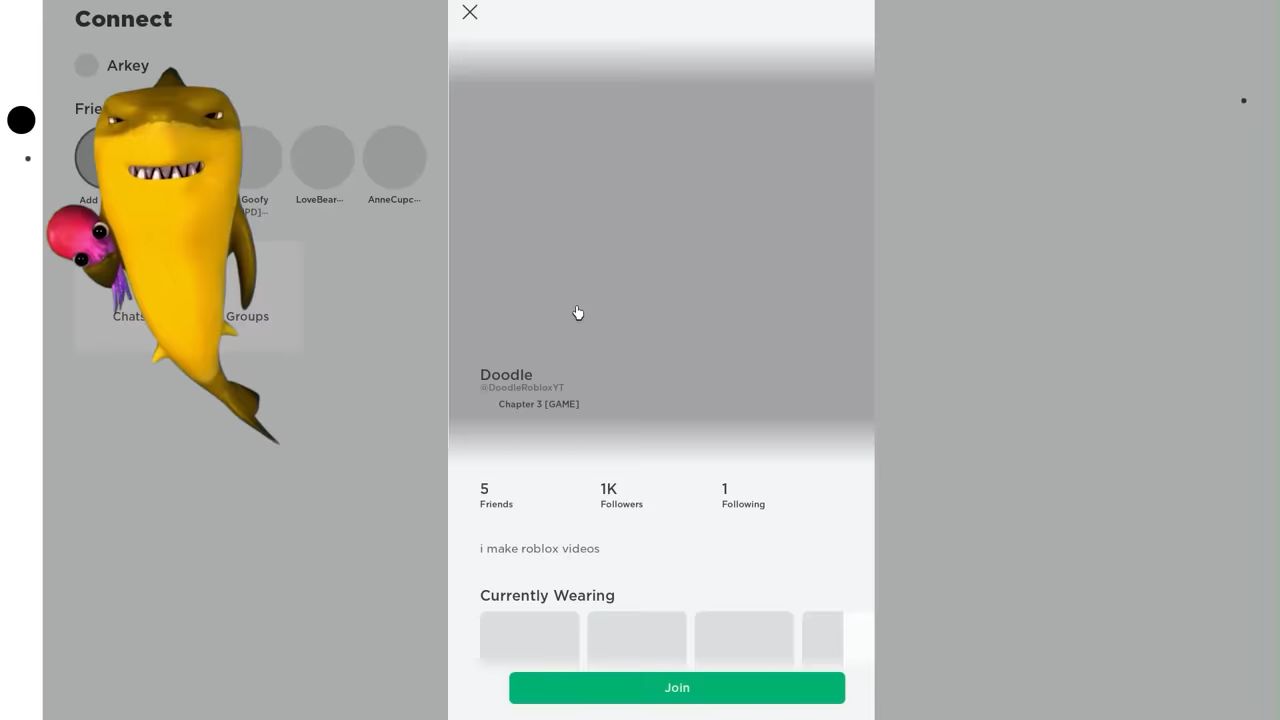 Connect
Arkey
Frie
Add
Goofy
PD]...
LoveBear...
AnneCupc...
Chats
Groups
Doodle
@DoodleRobloxYT
Chapter 3 [GAME]
5
Friends
1K
Followers
1
Following
i make roblox videos
Currently Wearing
Join